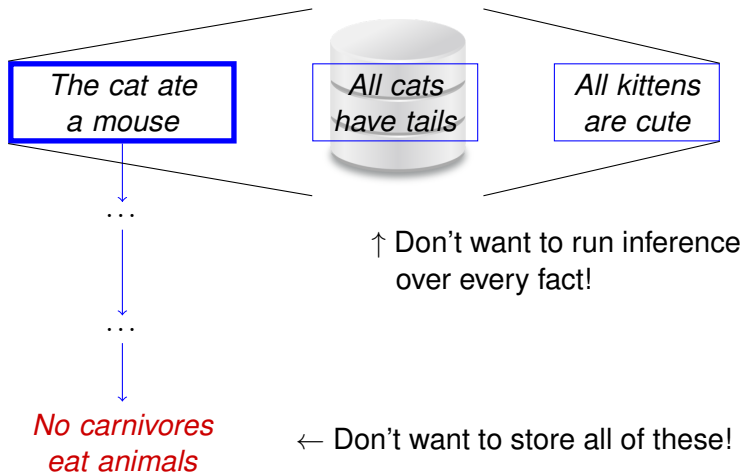 The cat ate
a mouse
All cats
have tails
All kittens
are cute
...
↑ Don't want to run inference
over every fact!
...
No carnivores
eat animals
← Don't want to store all of these!